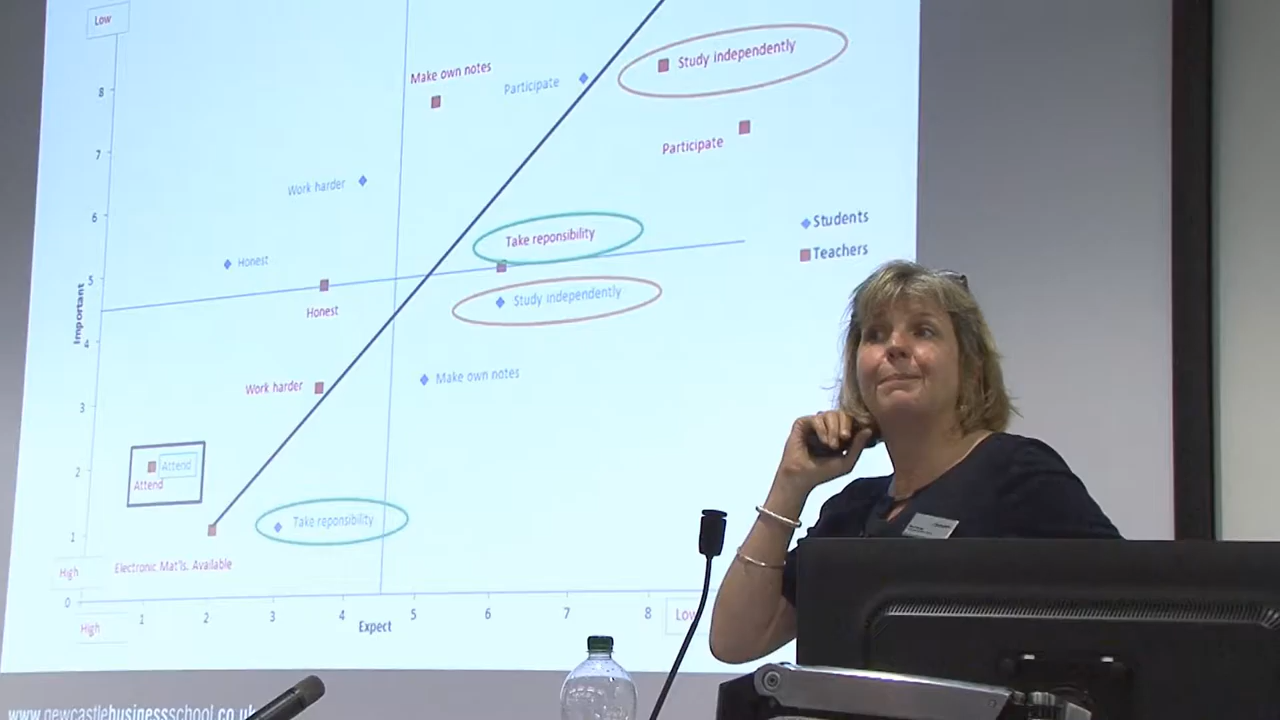 Low
8
7
6
5
4
3
2
1
0
Important
High
High
1
2
3
4
5
6
7
8
Low
Expect
Make own notes
Participate
Study independently
Participate
Work harder
Take reponsibility
Students
Teachers
Honest
Honest
Study independently
Make own notes
Work harder
Attend
Attend
Take reponsibility
Electronic Mat'ls. Available
www.newcastlebusinessschool.co.uk